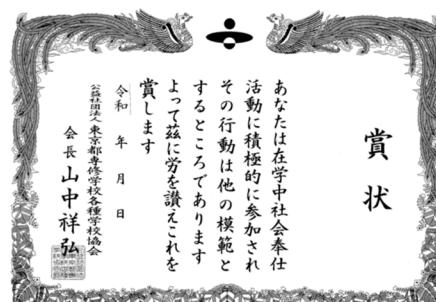 賞状
あなたは在学中社会奉仕
活動に積極的に参加され
その行動は他の模範と
するところであります
よって茲に労を讃えこれを
賞します
令和 年 月 日
公益社団法人 東京都専修学校各種学校協会
会長 山中祥弘